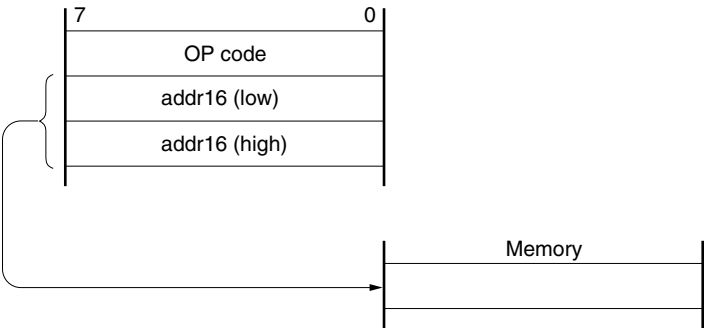 7 0
OP code
addr16 (low)
addr16 (high)
Memory